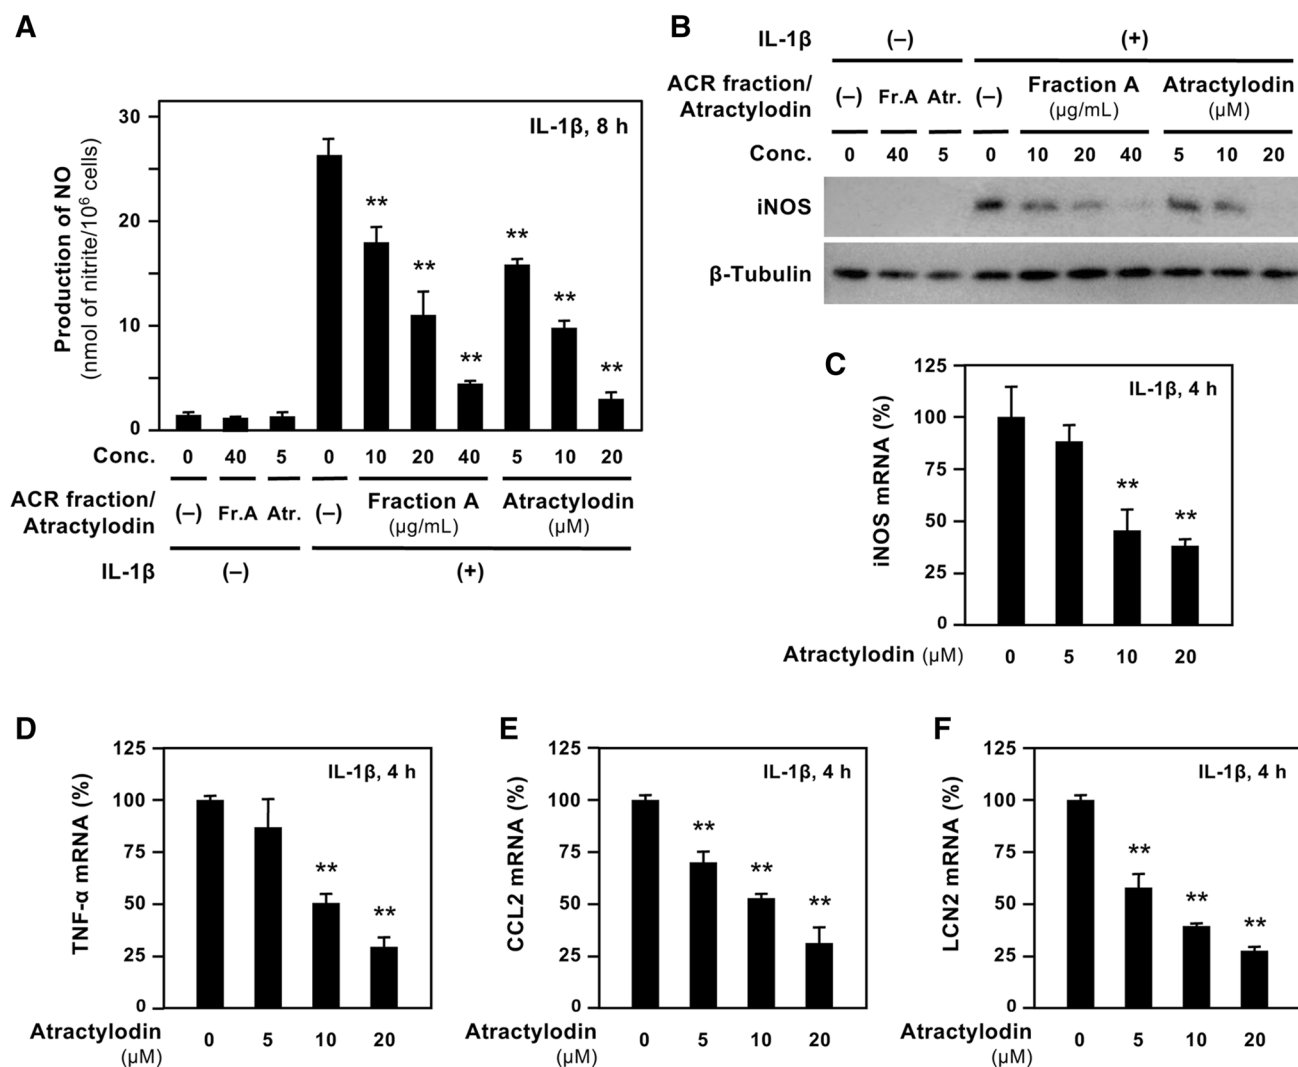 A
Production of NO
(nmol of nitrite/10⁶ cells)
30
20
10
0
IL-1β, 8 h
** ** ** ** ** **
Conc. 0 40 5 0 10 20 40 5 10 20
ACR fraction/
Atractylodin
(–) Fr.A Atr. (–)
Fraction A
(µg/mL)
Atractylodin
(µM)
IL-1β (–) (+)
B
IL-1β (–) (+)
ACR fraction/
Atractylodin
(–) Fr.A Atr. (–)
Fraction A
(µg/mL)
Atractylodin
(µM)
Conc. 0 40 5 0 10 20 40 5 10 20
iNOS
β-Tubulin
C
iNOS mRNA (%)
125
100
75
50
25
0
IL-1β, 4 h
** **
Atractylodin (µM) 0 5 10 20
D
TNF-α mRNA (%)
125
100
75
50
25
0
IL-1β, 4 h
** **
Atractylodin
(µM)
0 5 10 20
E
CCL2 mRNA (%)
125
100
75
50
25
0
IL-1β, 4 h
** ** **
Atractylodin
(µM)
0 5 10 20
F
LCN2 mRNA (%)
125
100
75
50
25
0
IL-1β, 4 h
** ** **
Atractylodin
(µM)
0 5 10 20